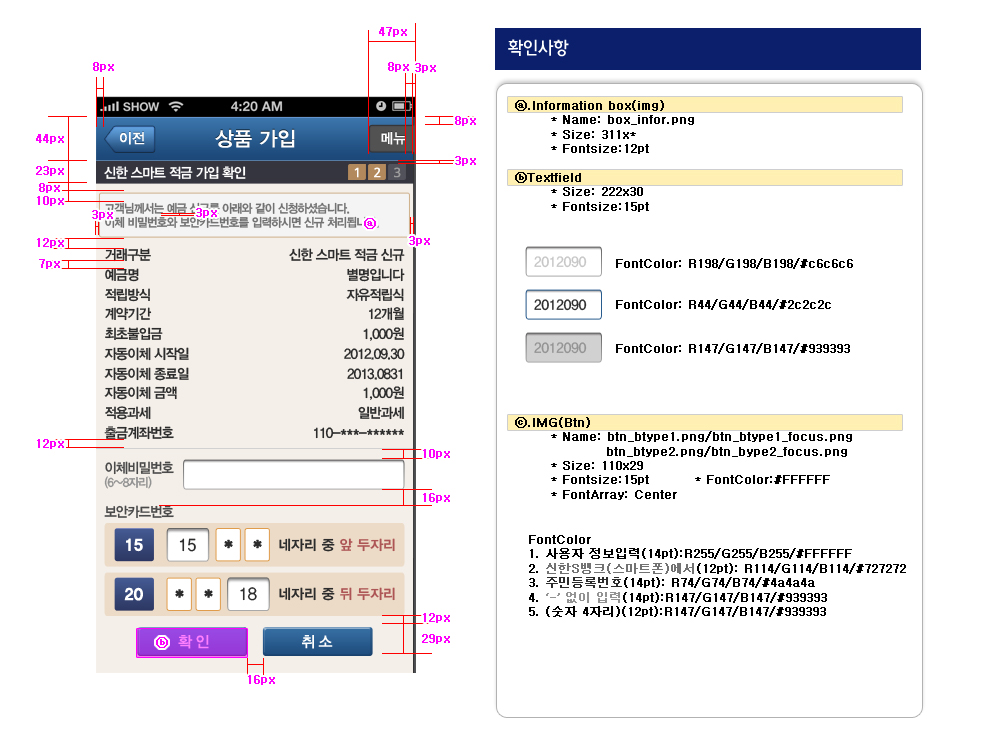 47px
8px
8px
3px
SHOW
4:20 AM
8px
44px
이전
상품 가입
메뉴
3px
23px
신한 스마트 적금 가입 확인
1 2 3
8px
10px
고객님께서는 예금 신규를 아래와 같이 신청하셨습니다.
3px
3px
이체 비밀번호와 보안카드번호를 입력하시면 신규 처리됩니다.
ⓐ
3px
12px
7px
거래구분 신한 스마트 적금 신규
예금명 별명입니다
적립방식 자유적립식
계약기간 12개월
최초불입금 1,000원
자동이체 시작일 2012.09.30
자동이체 종료일 2013.0831
자동이체 금액 1,000원
적용과세 일반과세
출금계좌번호 110-***-******
12px
10px
이체비밀번호
(6~8자리)
16px
보안카드번호
15 15 * * 네자리 중 앞 두자리
20 * * 18 네자리 중 뒤 두자리
12px
ⓑ 확인
취소
29px
16px
확인사항
ⓐ.Information box(img)
* Name: box_infor.png
* Size: 311x*
* Fontsize:12pt
ⓑTextfield
* Size: 222x30
* Fontsize:15pt
2012090 FontColor: R198/G198/B198/#c6c6c6
2012090 FontColor: R44/G44/B44/#2c2c2c
2012090 FontColor: R147/G147/B147/#939393
ⓒ.IMG(Btn)
* Name: btn_btype1.png/btn_btype1_focus.png
btn_btype2.png/btn_bype2_focus.png
* Size: 110x29
* Fontsize:15pt * FontColor:#FFFFFF
* FontArray: Center
FontColor
1. 사용자 정보입력(14pt):R255/G255/B255/#FFFFFF
2. 신한S뱅크(스마트폰)에서(12pt): R114/G114/B114/#727272
3. 주민등록번호(14pt): R74/G74/B74/#4a4a4a
4. '-' 없이 입력(14pt):R147/G147/B147/#939393
5. (숫자 4자리)(12pt):R147/G147/B147/#939393